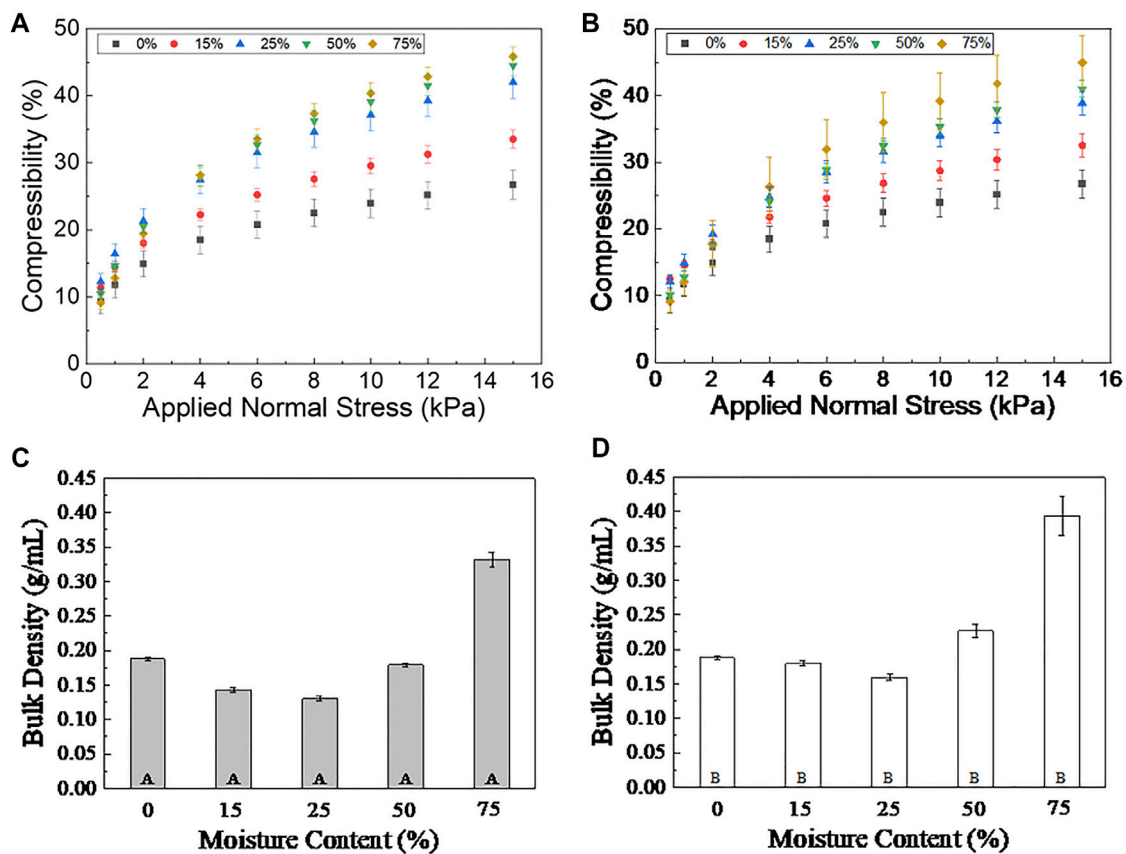 A
0% 15% 25% 50% 75%
Compressibility (%)
50
40
30
20
10
0
0 2 4 6 8 10 12 14 16
Applied Normal Stress (kPa)
B
0% 15% 25% 50% 75%
Compressibility (%)
50
40
30
20
10
0
0 2 4 6 8 10 12 14 16
Applied Normal Stress (kPa)
C
Bulk Density (g/mL)
0.45
0.40
0.35
0.30
0.25
0.20
0.15
0.10
0.05
0.00
A A A A A
0 15 25 50 75
Moisture Content (%)
D
Bulk Density (g/mL)
0.45
0.40
0.35
0.30
0.25
0.20
0.15
0.10
0.05
0.00
B B B B B
0 15 25 50 75
Moisture Content (%)